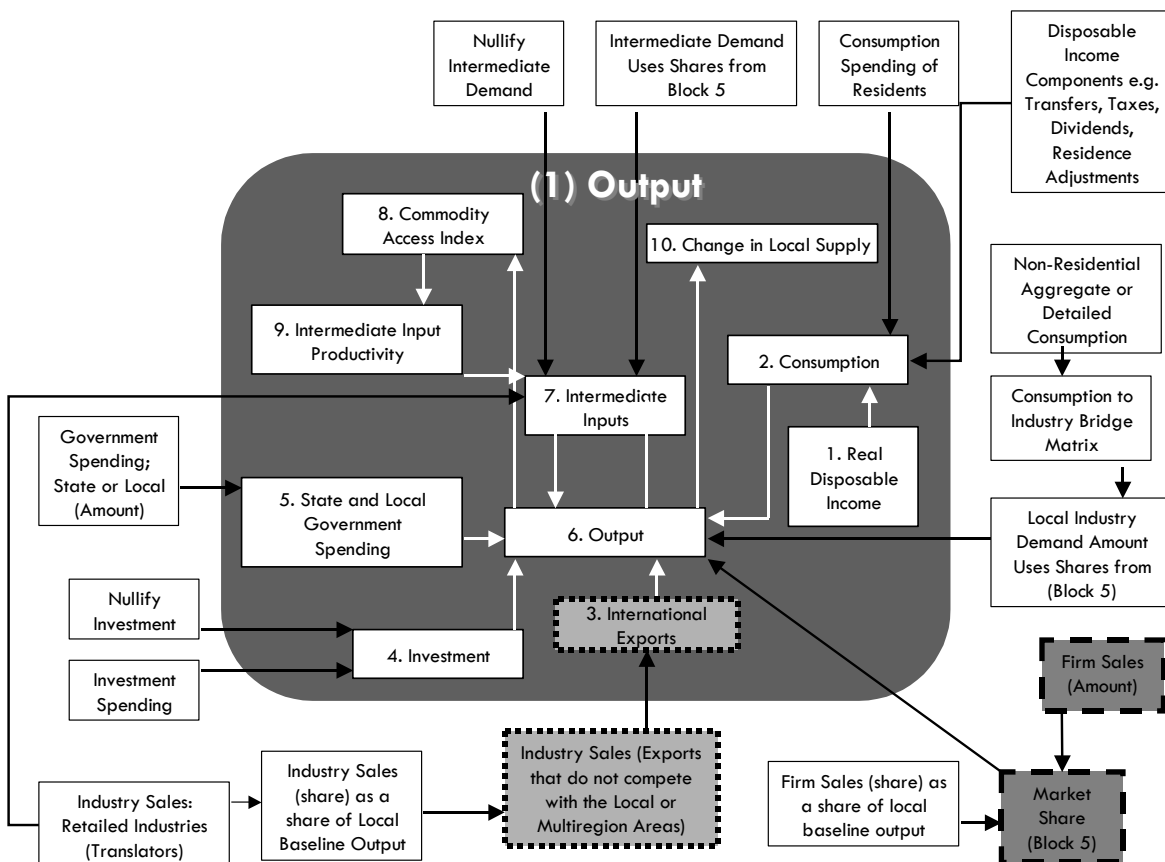 Nullify
Intermediate
Demand
Intermediate Demand
Uses Shares from
Block 5
Consumption
Spending of
Residents
Disposable
Income
Components e.g.
Transfers, Taxes,
Dividends,
Residence
Adjustments
(1) Output
8. Commodity
Access Index
10. Change in Local Supply
Non-Residential
Aggregate or
Detailed
Consumption
9. Intermediate Input
Productivity
2. Consumption
7. Intermediate
Inputs
Consumption to
Industry Bridge
Matrix
Government
Spending;
State or Local
(Amount)
1. Real
Disposable
Income
5. State and Local
Government
Spending
6. Output
Local Industry
Demand Amount
Uses Shares from
(Block 5)
Nullify
Investment
3. International
Exports
4. Investment
Investment
Spending
Firm Sales
(Amount)
Industry Sales:
Retailed Industries
(Translators)
Industry Sales
(share) as a
share of Local
Baseline Output
Industry Sales (Exports
that do not compete
with the Local or
Multiregion Areas)
Firm Sales (share) as
a share of local
baseline output
Market
Share
(Block 5)